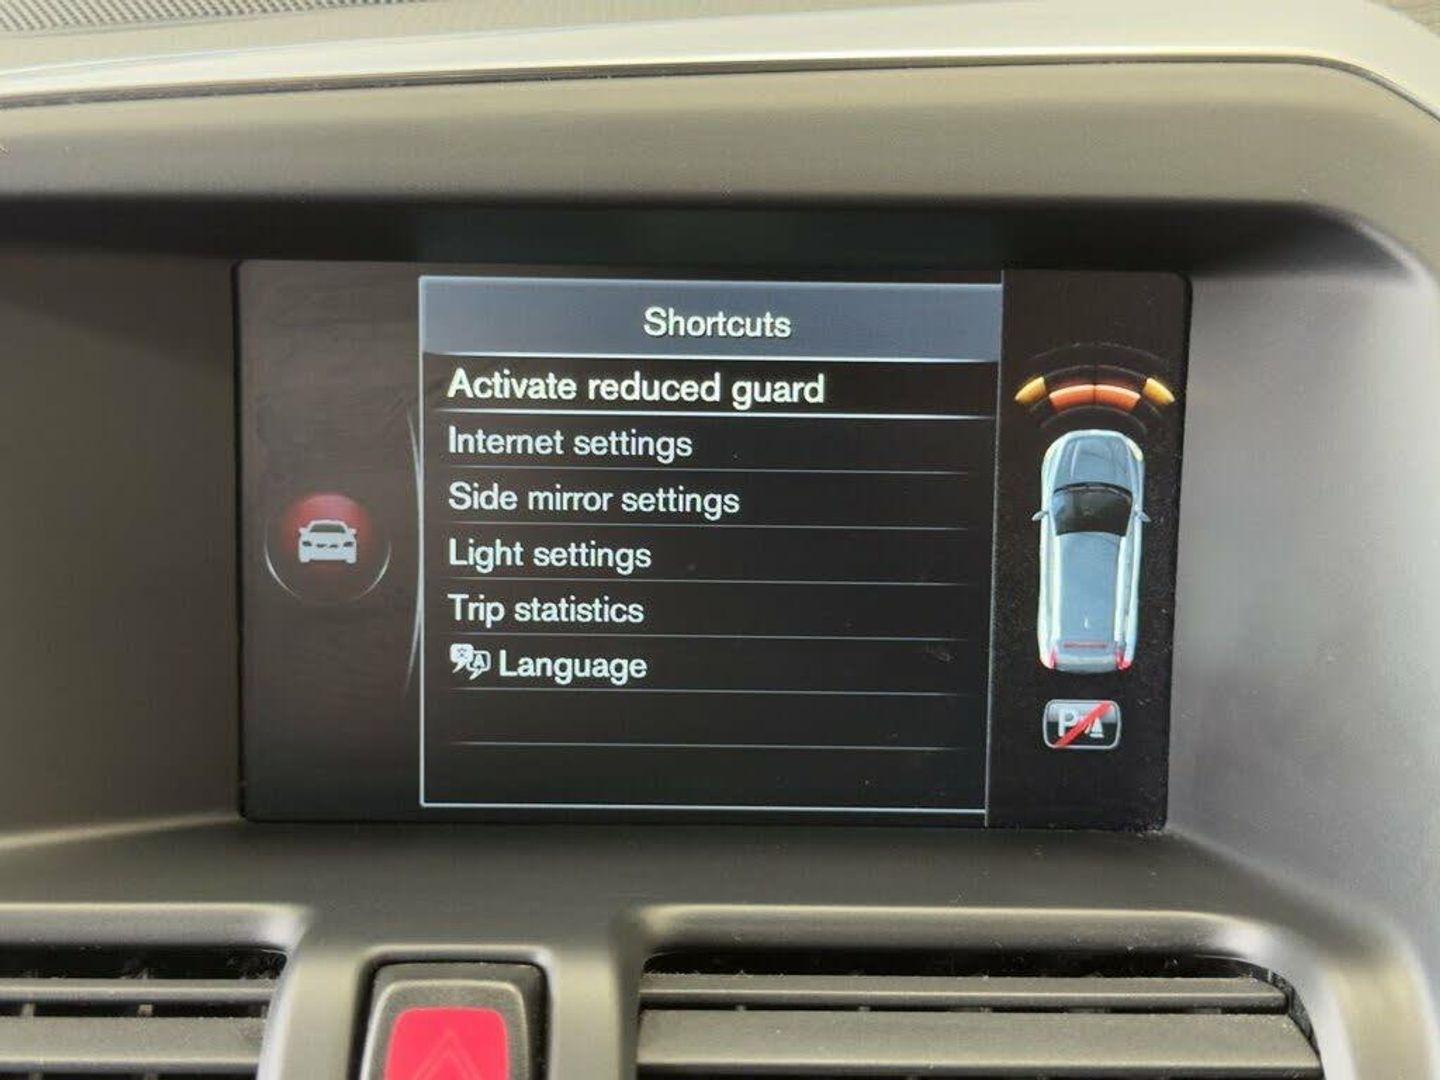 Shortcuts
Activate reduced guard
Internet settings
Side mirror settings
Light settings
Trip statistics
Language
P